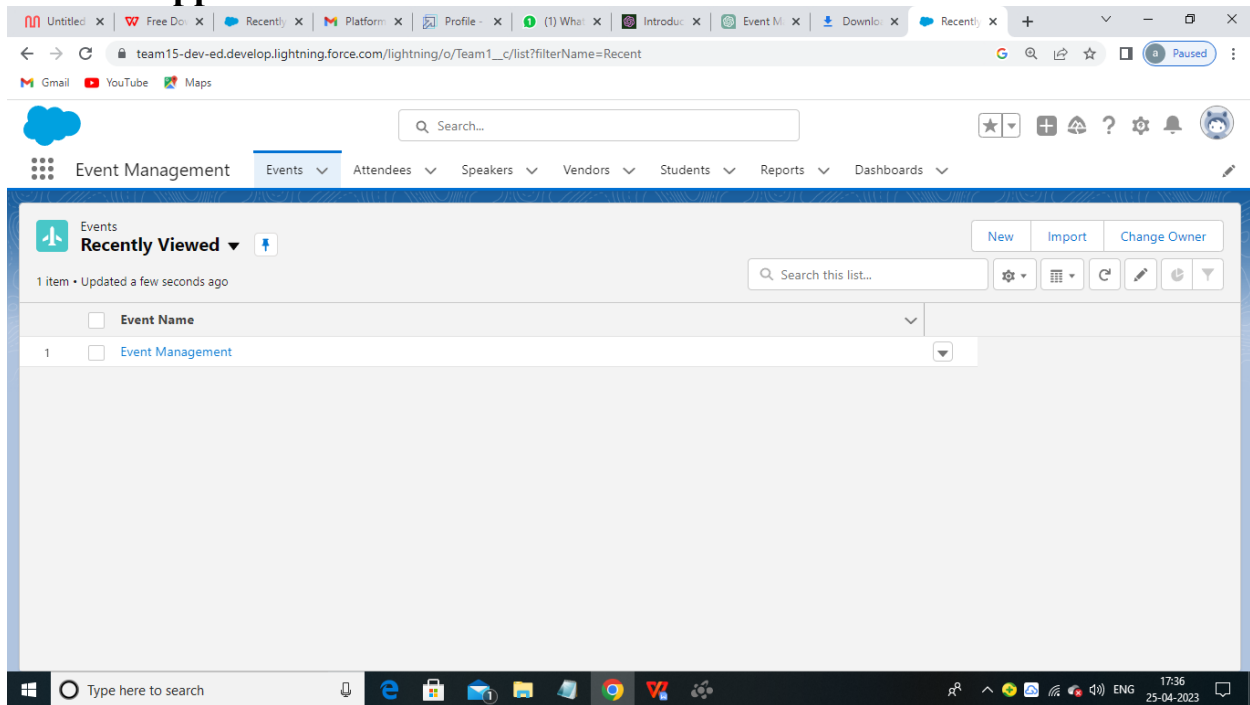 Untitled
Free Do
Recently
Platform
Profile -
(1) What
Introduc
Event M
Downlo
Recently
team15-dev-ed.develop.lightning.force.com/lightning/o/Team1__c/list?filterName=Recent
a Paused
Gmail YouTube Maps
Search...
Event Management Events Attendees Speakers Vendors Students Reports Dashboards
Events
Recently Viewed
New Import Change Owner
1 item • Updated a few seconds ago
Search this list...
Event Name
1 Event Management
Type here to search
1
ENG
17:36
25-04-2023